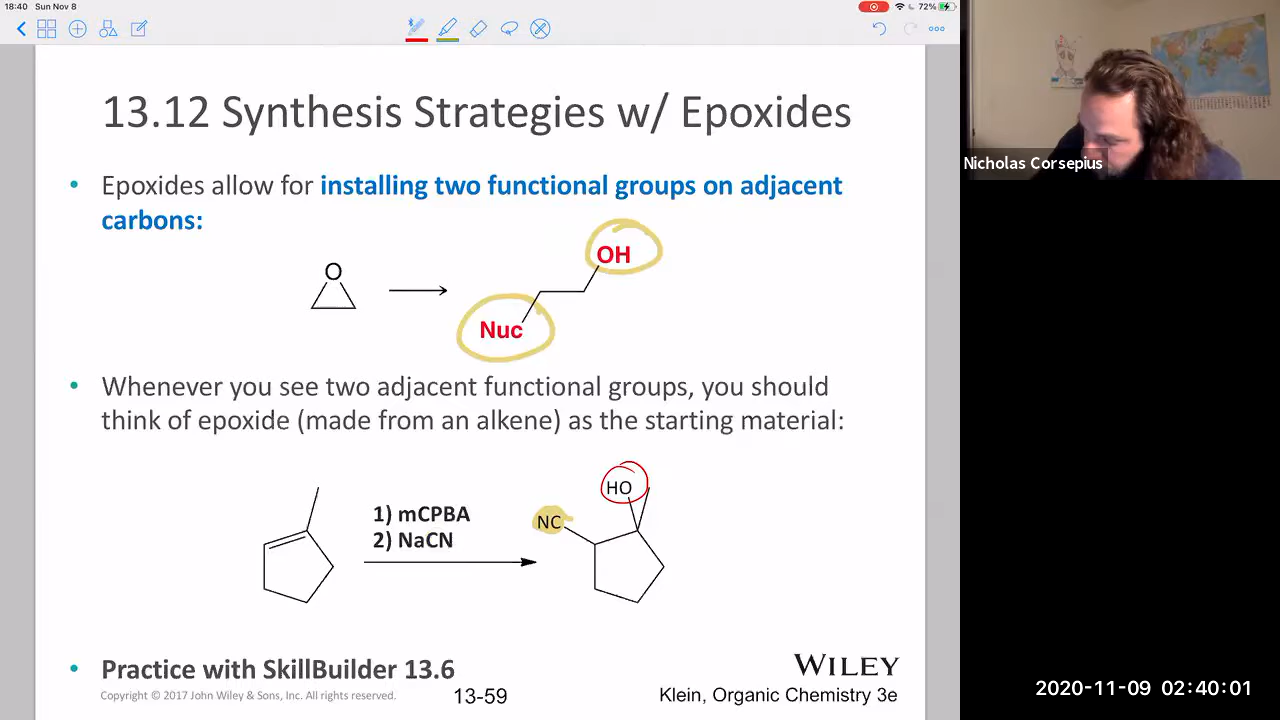 18:40 Sun Nov 8
72%
13.12 Synthesis Strategies w/ Epoxides
• Epoxides allow for installing two functional groups on adjacent
carbons:
O
OH
Nuc
• Whenever you see two adjacent functional groups, you should
think of epoxide (made from an alkene) as the starting material:
1) mCPBA
2) NaCN
HO
NC
• Practice with SkillBuilder 13.6
WILEY
Copyright © 2017 John Wiley & Sons, Inc. All rights reserved.
13-59
Klein, Organic Chemistry 3e
Nicholas Corsepius
2020-11-09 02:40:01